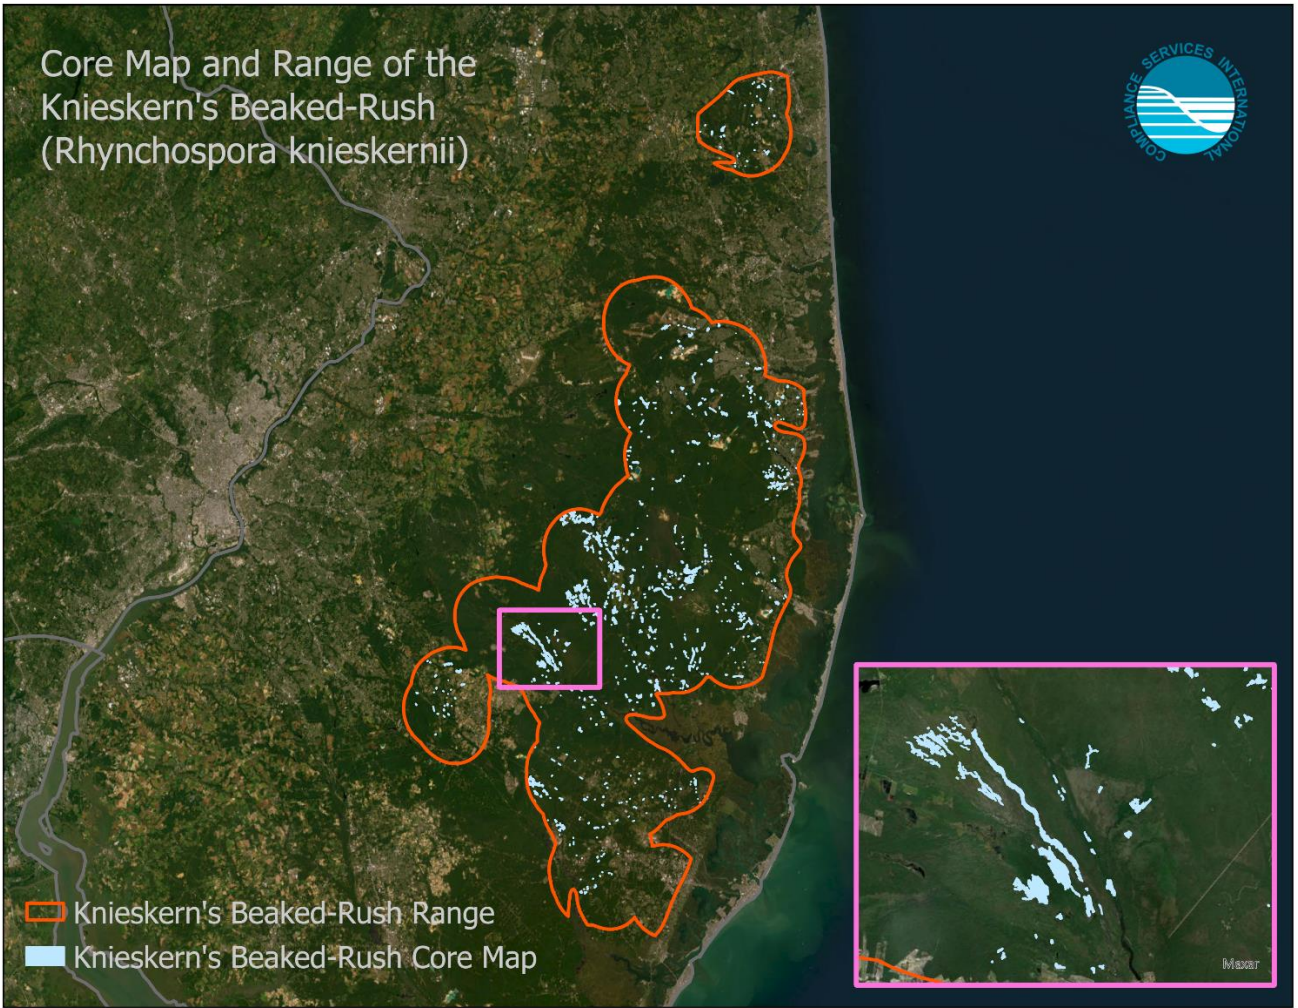 Core Map and Range of the
Knieskern's Beaked-Rush
(Rhynchospora knieskernii)
COMPLIANCE SERVICES INTERNATIONAL
Knieskern's Beaked-Rush Range
Knieskern's Beaked-Rush Core Map
Maxar